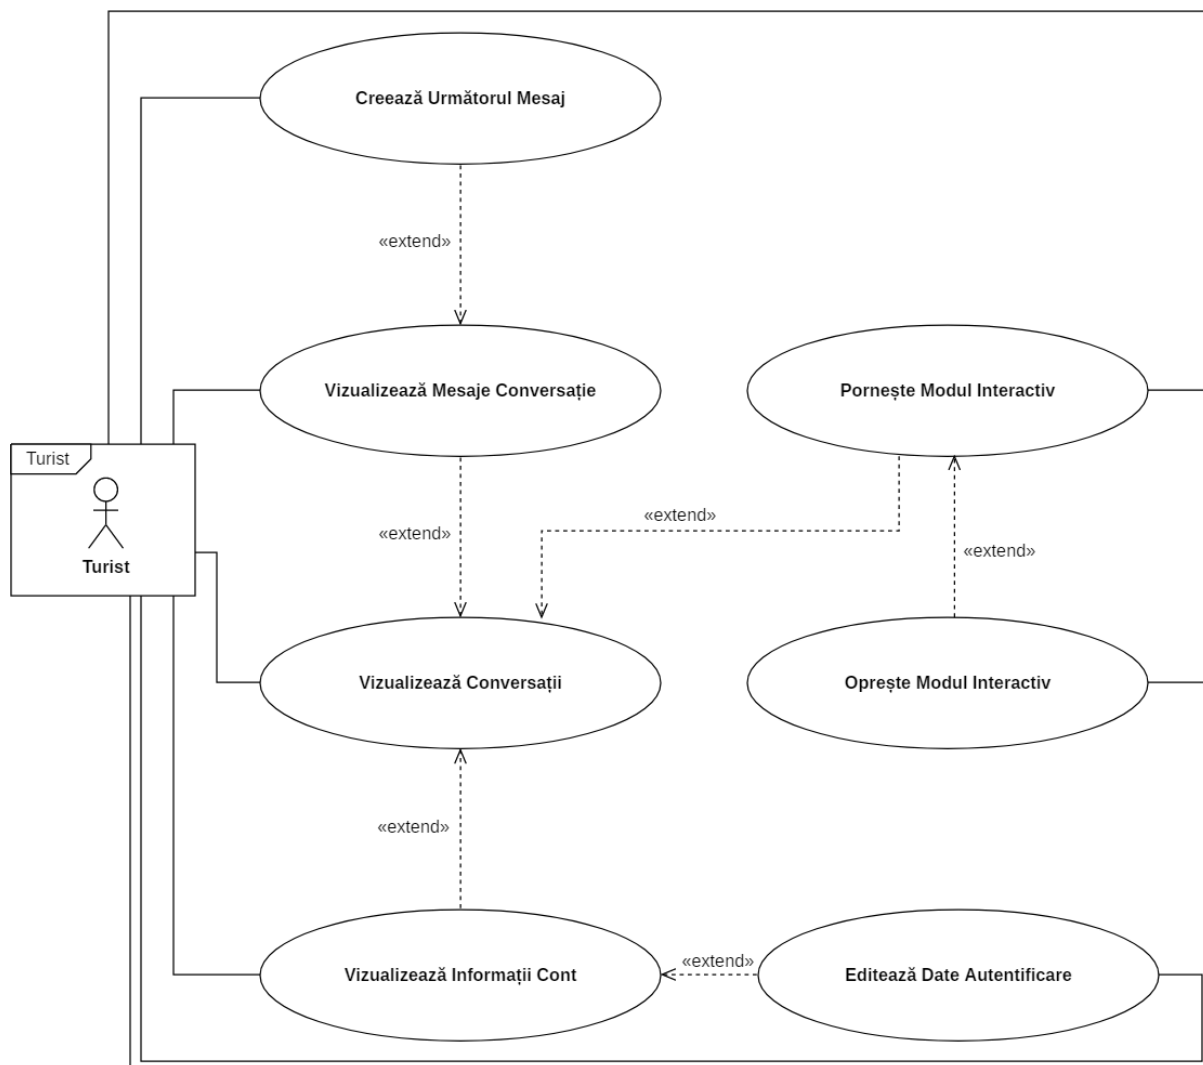 Creează Următorul Mesaj
«extend»
Vizualizează Mesaje Conversație
Pornește Modul Interactiv
Turist
Turist
«extend»
«extend»
«extend»
Vizualizează Conversații
Oprește Modul Interactiv
«extend»
Vizualizează Informații Cont
«extend»
Editează Date Autentificare